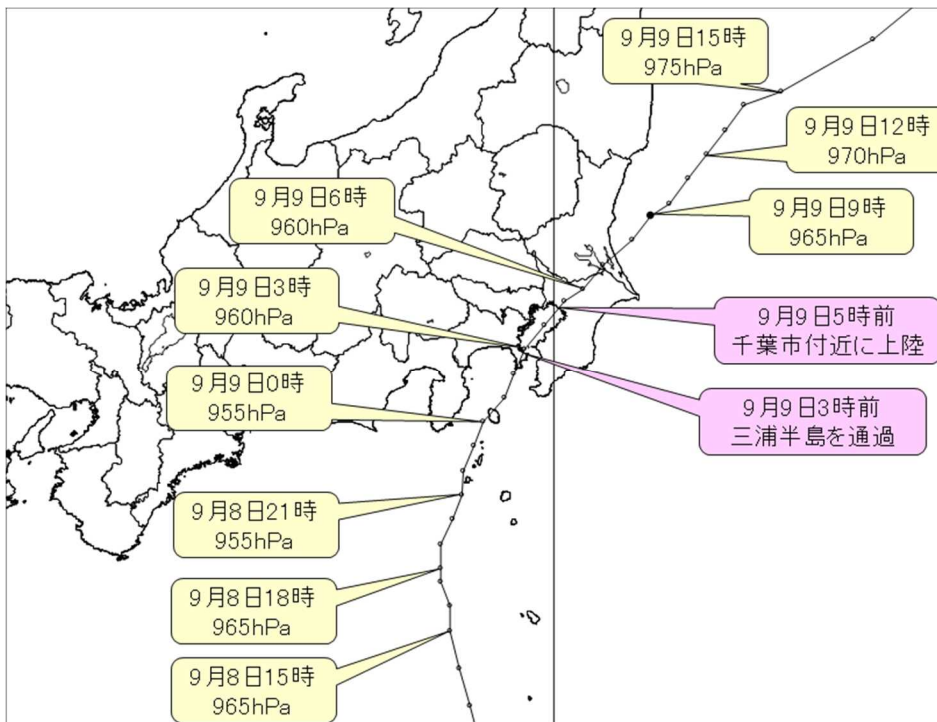 9月9日15時
975hPa
9月9日12時
970hPa
9月9日6時
960hPa
9月9日9時
965hPa
9月9日3時
960hPa
9月9日5時前
千葉市付近に上陸
9月9日0時
955hPa
9月9日3時前
三浦半島を通過
9月8日21時
955hPa
9月8日18時
965hPa
9月8日15時
965hPa